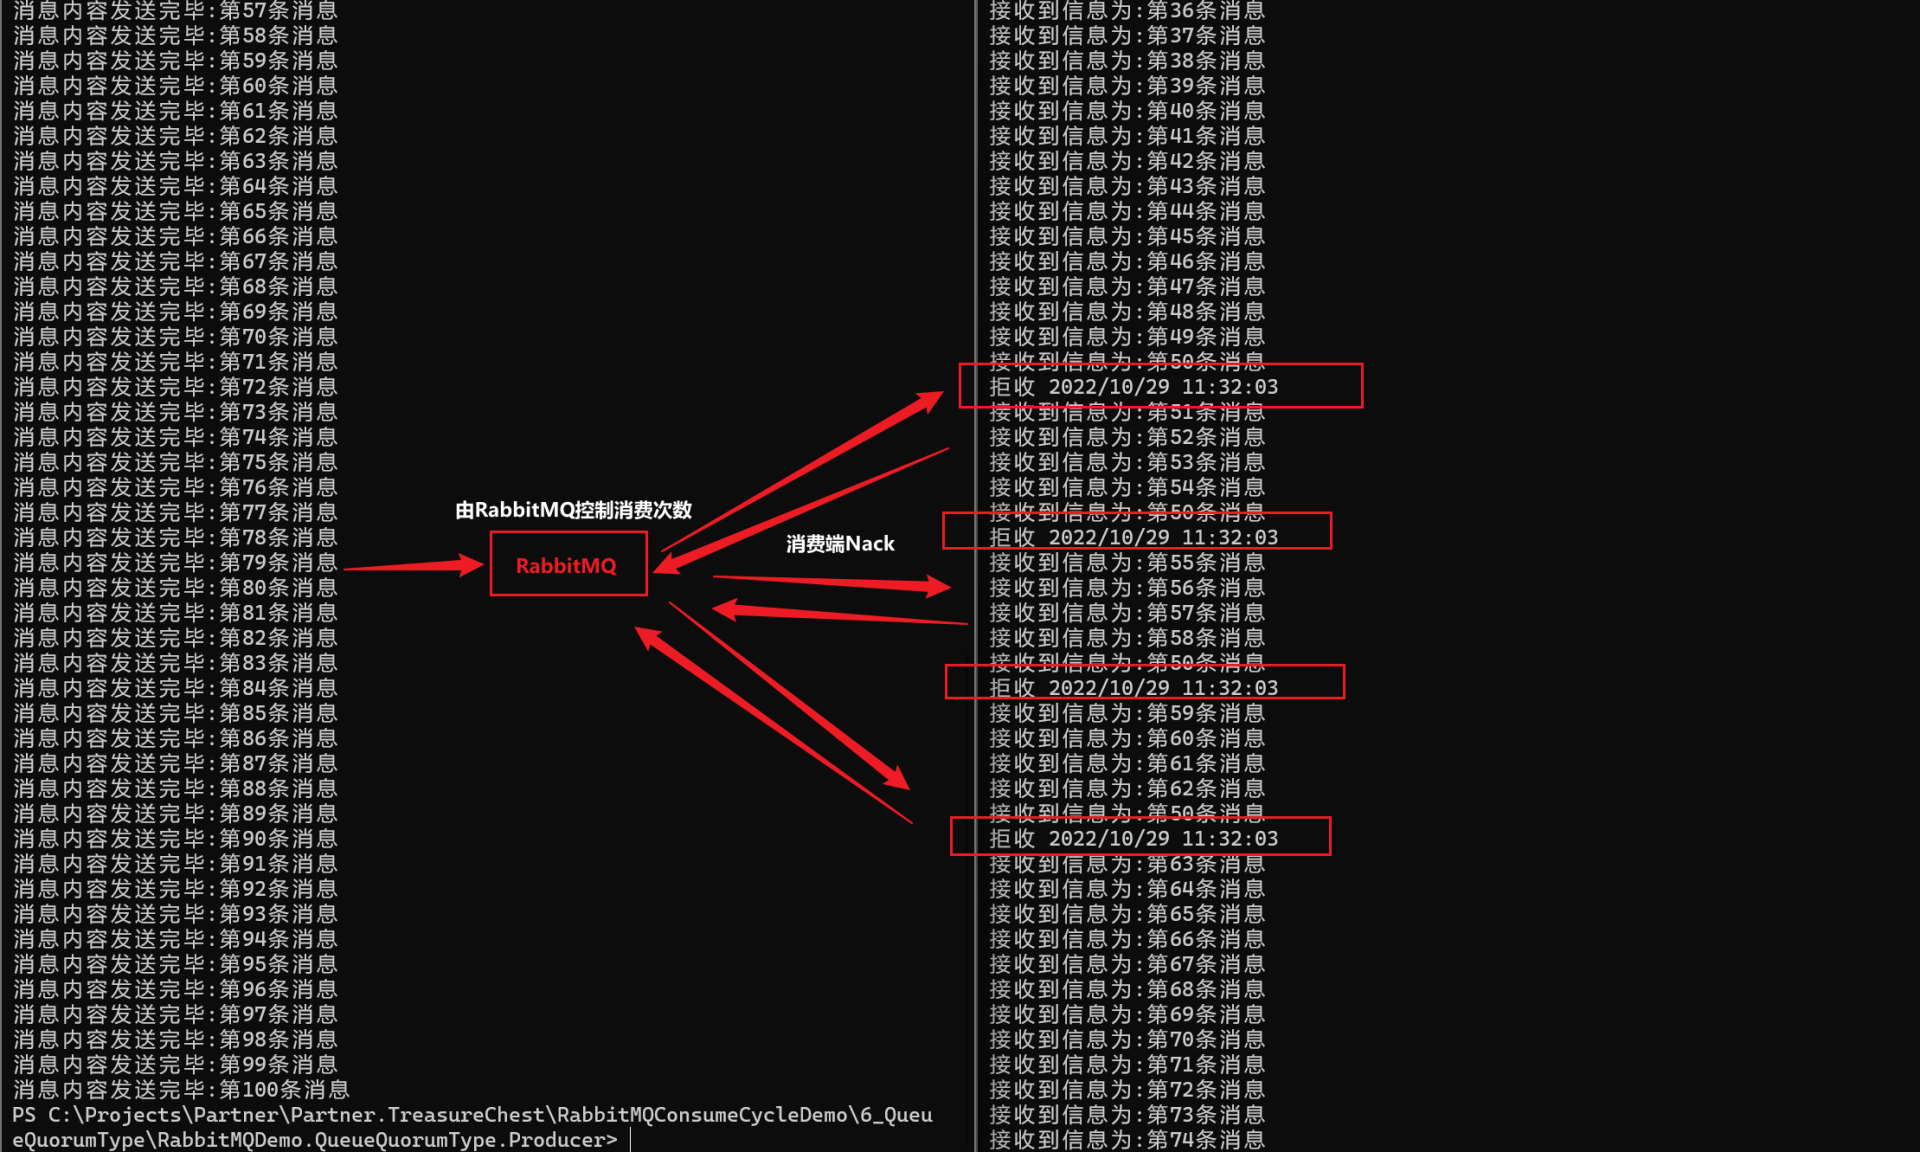 消息内容发送完毕:第57条消息
消息内容发送完毕:第58条消息
消息内容发送完毕:第59条消息
消息内容发送完毕:第60条消息
消息内容发送完毕:第61条消息
消息内容发送完毕:第62条消息
消息内容发送完毕:第63条消息
消息内容发送完毕:第64条消息
消息内容发送完毕:第65条消息
消息内容发送完毕:第66条消息
消息内容发送完毕:第67条消息
消息内容发送完毕:第68条消息
消息内容发送完毕:第69条消息
消息内容发送完毕:第70条消息
消息内容发送完毕:第71条消息
消息内容发送完毕:第72条消息
消息内容发送完毕:第73条消息
消息内容发送完毕:第74条消息
消息内容发送完毕:第75条消息
消息内容发送完毕:第76条消息
消息内容发送完毕:第77条消息
消息内容发送完毕:第78条消息
消息内容发送完毕:第79条消息
消息内容发送完毕:第80条消息
消息内容发送完毕:第81条消息
消息内容发送完毕:第82条消息
消息内容发送完毕:第83条消息
消息内容发送完毕:第84条消息
消息内容发送完毕:第85条消息
消息内容发送完毕:第86条消息
消息内容发送完毕:第87条消息
消息内容发送完毕:第88条消息
消息内容发送完毕:第89条消息
消息内容发送完毕:第90条消息
消息内容发送完毕:第91条消息
消息内容发送完毕:第92条消息
消息内容发送完毕:第93条消息
消息内容发送完毕:第94条消息
消息内容发送完毕:第95条消息
消息内容发送完毕:第96条消息
消息内容发送完毕:第97条消息
消息内容发送完毕:第98条消息
消息内容发送完毕:第99条消息
消息内容发送完毕:第100条消息
PS C:\Projects\Partner\Partner.TreasureChest\RabbitMQConsumeCycleDemo\6_Queu
eQuorumType\RabbitMQDemo.QueueQuorumType.Producer>
由RabbitMQ控制消费次数
RabbitMQ
消费端Nack
接收到信息为:第36条消息
接收到信息为:第37条消息
接收到信息为:第38条消息
接收到信息为:第39条消息
接收到信息为:第40条消息
接收到信息为:第41条消息
接收到信息为:第42条消息
接收到信息为:第43条消息
接收到信息为:第44条消息
接收到信息为:第45条消息
接收到信息为:第46条消息
接收到信息为:第47条消息
接收到信息为:第48条消息
接收到信息为:第49条消息
接收到信息为:第50条消息
拒收 2022/10/29 11:32:03
接收到信息为:第51条消息
接收到信息为:第52条消息
接收到信息为:第53条消息
接收到信息为:第54条消息
接收到信息为:第50条消息
拒收 2022/10/29 11:32:03
接收到信息为:第55条消息
接收到信息为:第56条消息
接收到信息为:第57条消息
接收到信息为:第58条消息
接收到信息为:第50条消息
拒收 2022/10/29 11:32:03
接收到信息为:第59条消息
接收到信息为:第60条消息
接收到信息为:第61条消息
接收到信息为:第62条消息
接收到信息为:第50条消息
拒收 2022/10/29 11:32:03
接收到信息为:第63条消息
接收到信息为:第64条消息
接收到信息为:第65条消息
接收到信息为:第66条消息
接收到信息为:第67条消息
接收到信息为:第68条消息
接收到信息为:第69条消息
接收到信息为:第70条消息
接收到信息为:第71条消息
接收到信息为:第72条消息
接收到信息为:第73条消息
接收到信息为:第74条消息